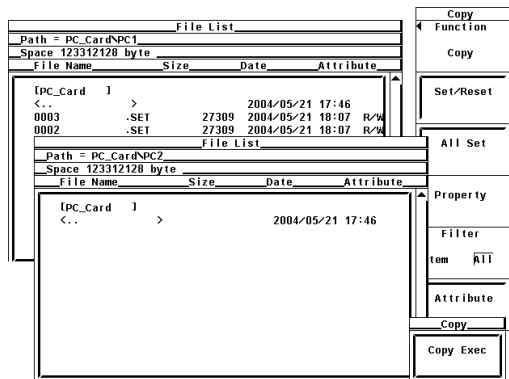 File List
Path = PC_Card\PC1
Space 123312128 byte
File Name Size Date Attribute
[PC_Card ]
<.. > 2004/05/21 17:46
0003 .SET 27309 2004/05/21 18:07 R/W
0002 .SET 27309 2004/05/21 18:07 R/W
File List
Path = PC_Card\PC2
Space 123312128 byte
File Name Size Date Attribute
[PC_Card ]
<.. > 2004/05/21 17:46
Copy
Function
Copy
Set/Reset
All Set
Property
Filter
tem All
Attribute
Copy
Copy Exec